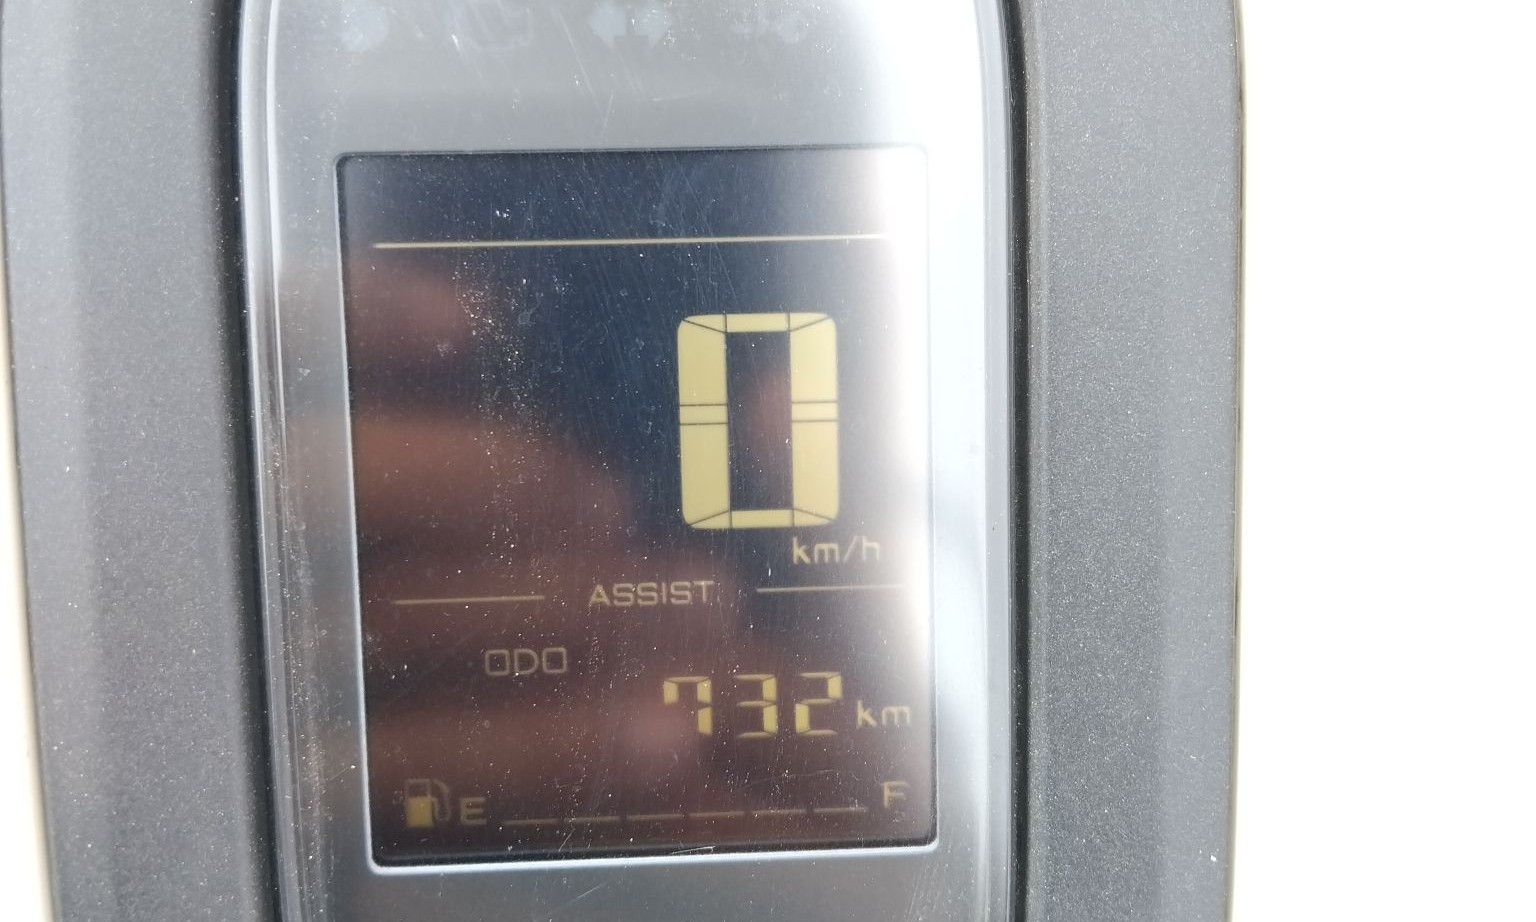 0
km/h
ASSIST
ODO
732 km
E F